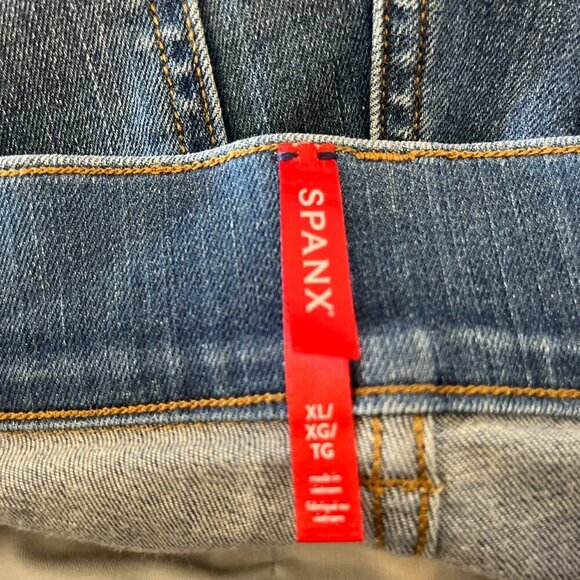 SPANX
XL/
XG/
TG
made in
vietnam
fabriqué au
vietnam